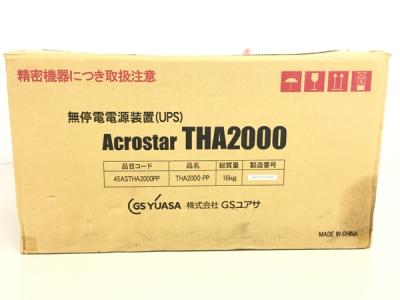 精密機器につき取扱注意
無停電電源装置(UPS)
Acrostar THA2000
品目コード 品名 総質量 製造番号
45ASTHA2000PP THA2000-PP 16kg
GS YUASA 株式会社 GSユアサ
MADE IN CHINA